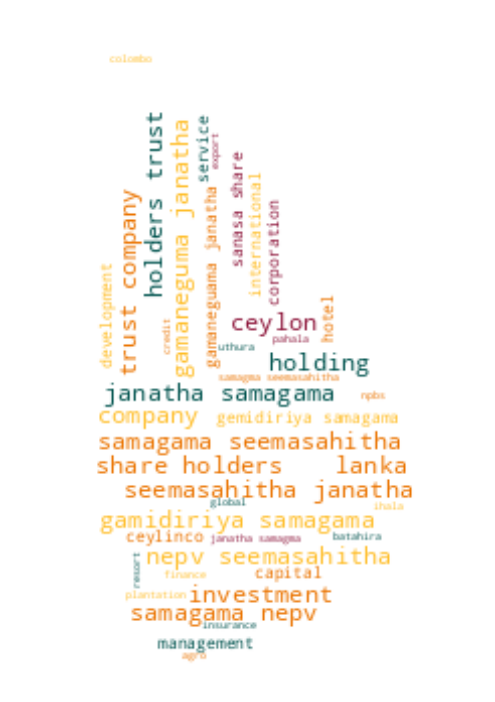 colombo
holders trust
service
gamaneguma janatha
export
sanasa share
international
trust company
gamaneguama janatha
corporation
development
hotel
credit
ceylon
pahala
uthura
holding
samagma seemasahitha
janatha samagama
npbs
company
gemidiriya samagama
samagama seemasahitha
share holders
lanka
seemasahitha janatha
global
ihala
gamidiriya samagama
ceylinco
janatha samagma
batahira
nepv seemasahitha
resort
finance
capital
plantation
investment
samagama nepv
insurance
management
agro